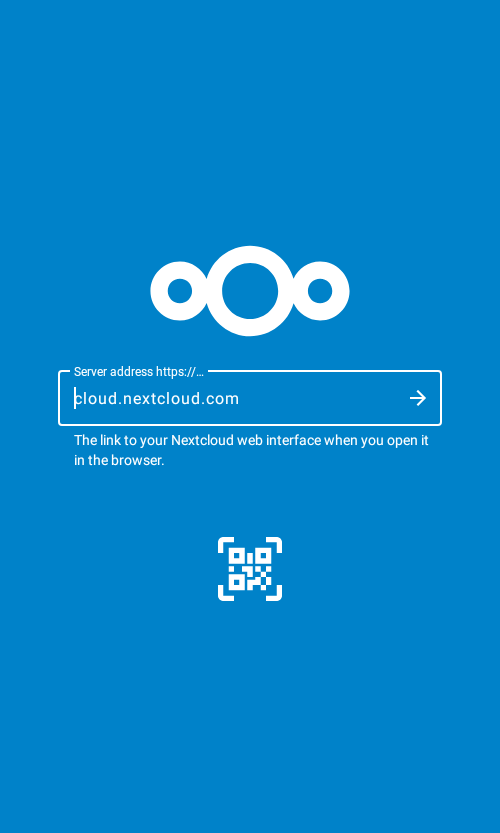 Server address https://…
cloud.nextcloud.com
The link to your Nextcloud web interface when you open it
in the browser.